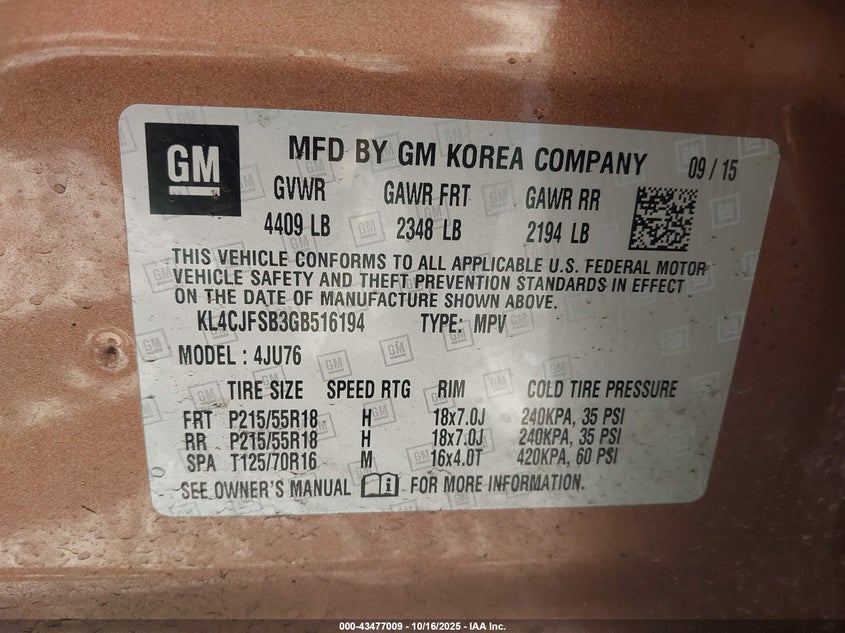 GM MFD BY GM KOREA COMPANY 09 / 15
GVWR GAWR FRT GAWR RR
4409 LB 2348 LB 2194 LB
THIS VEHICLE CONFORMS TO ALL APPLICABLE U.S. FEDERAL MOTOR
VEHICLE SAFETY AND THEFT PREVENTION STANDARDS IN EFFECT
ON THE DATE OF MANUFACTURE SHOWN ABOVE.
KL4CJFSB3GB516194 TYPE: MPV
MODEL : 4JU76
TIRE SIZE SPEED RTG RIM COLD TIRE PRESSURE
FRT P215/55R18 H 18x7.0J 240KPA, 35 PSI
RR P215/55R18 H 18x7.0J 240KPA, 35 PSI
SPA T125/70R16 M 16x4.0T 420KPA, 60 PSI
SEE OWNER'S MANUAL i FOR MORE INFORMATION.
000-43477009 - 10/16/2025 - IAA Inc.